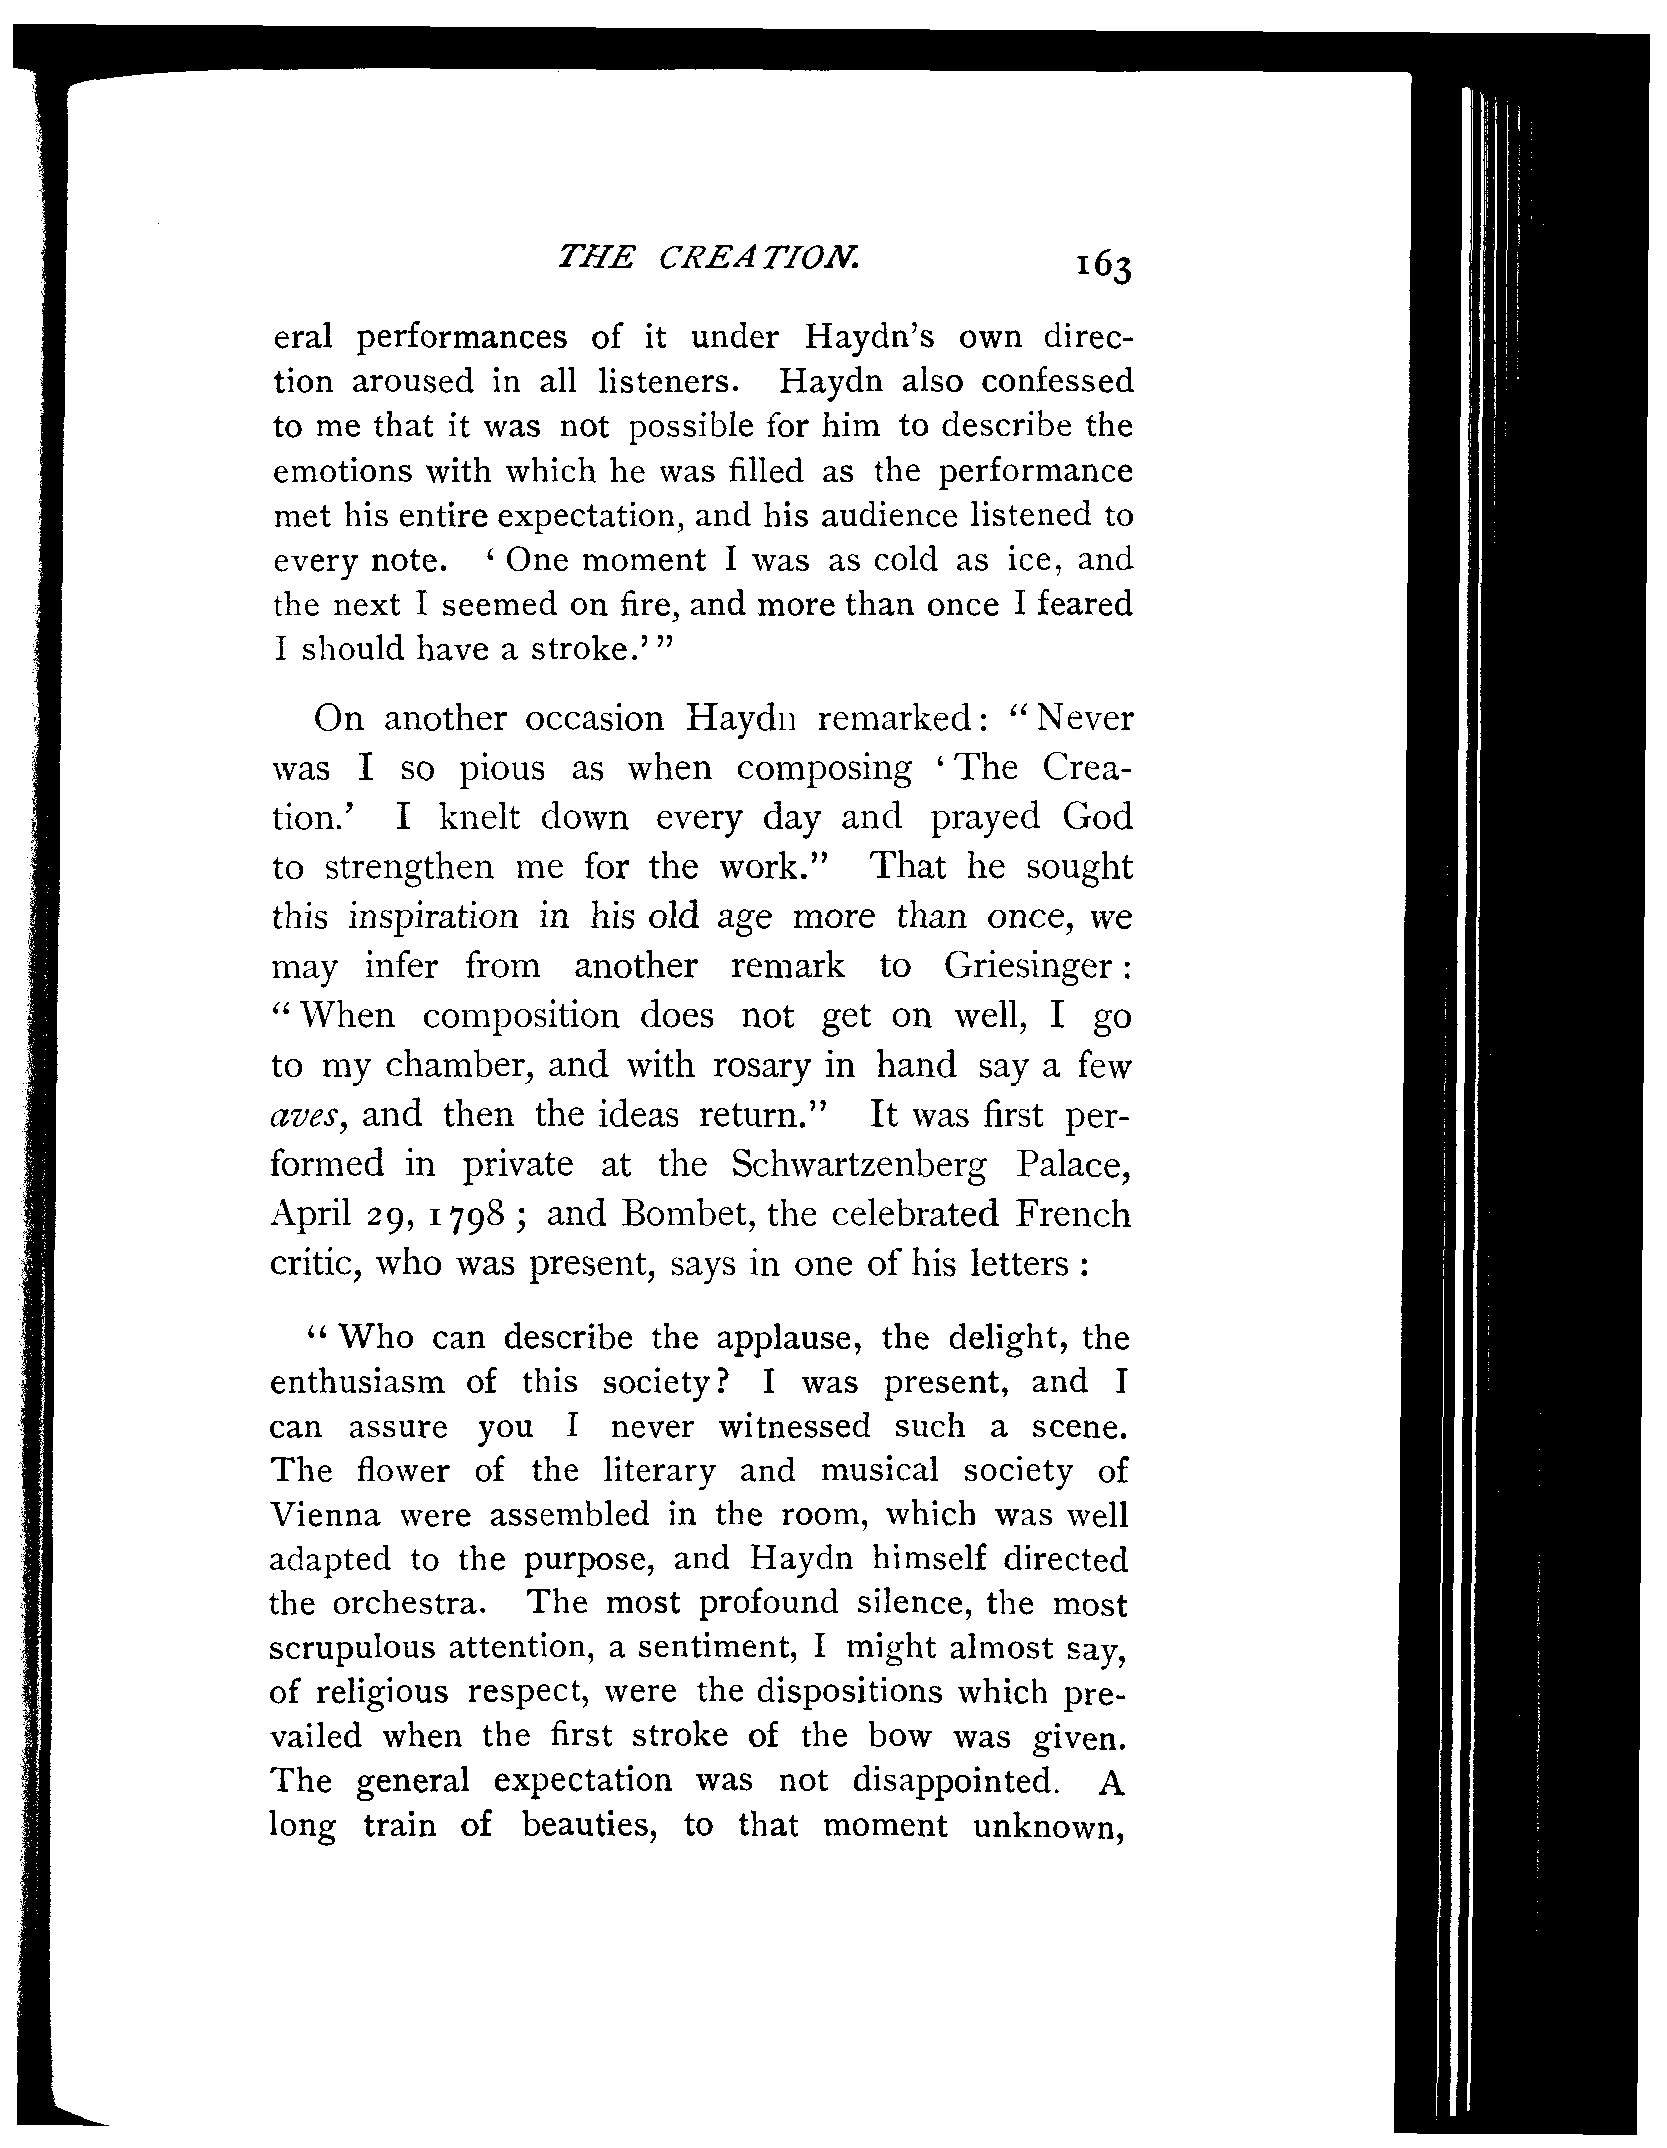 THE CREATION. 163
eral performances of it under Haydn's own direc-
tion aroused in all listeners. Haydn also confessed
to me that it was not possible for him to describe the
emotions with which he was filled as the performance
met his entire expectation, and his audience listened to
every note. ‘ One moment I was as cold as ice, and
the next I seemed on fire, and more than once I feared
I should have a stroke.’ ”
On another occasion Haydn remarked: “ Never
was I so pious as when composing ‘ The Crea-
tion.’ I knelt down every day and prayed God
to strengthen me for the work.” That he sought
this inspiration in his old age more than once, we
may infer from another remark to Griesinger :
“ When composition does not get on well, I go
to my chamber, and with rosary in hand say a few
aves, and then the ideas return.” It was first per-
formed in private at the Schwartzenberg Palace,
April 29, 1798 ; and Bombet, the celebrated French
critic, who was present, says in one of his letters :
“ Who can describe the applause, the delight, the
enthusiasm of this society? I was present, and I
can assure you I never witnessed such a scene.
The flower of the literary and musical society of
Vienna were assembled in the room, which was well
adapted to the purpose, and Haydn himself directed
the orchestra. The most profound silence, the most
scrupulous attention, a sentiment, I might almost say,
of religious respect, were the dispositions which pre-
vailed when the first stroke of the bow was given.
The general expectation was not disappointed. A
long train of beauties, to that moment unknown,